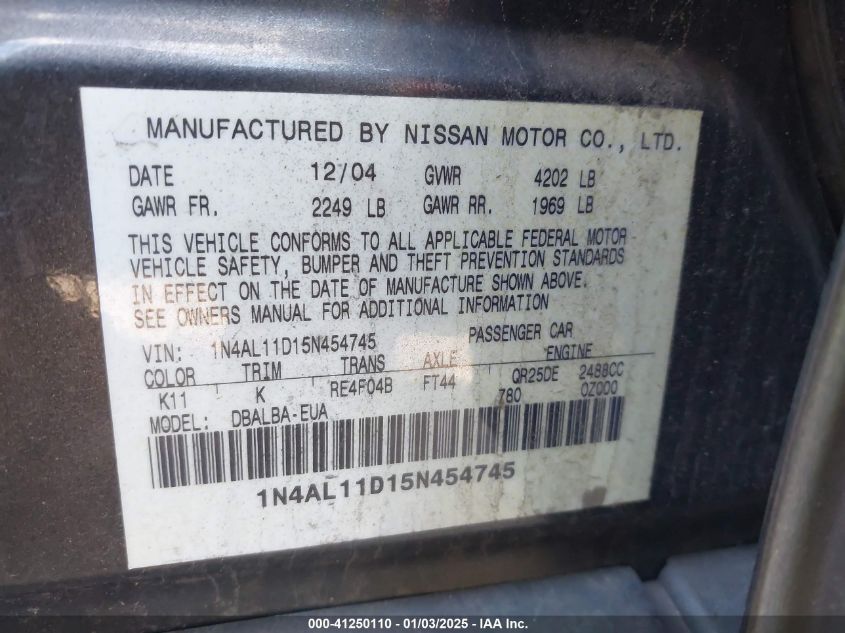 MANUFACTURED BY NISSAN MOTOR CO., LTD.
DATE 12/04 GVWR 4202 LB
GAWR FR. 2249 LB GAWR RR. 1969 LB
THIS VEHICLE CONFORMS TO ALL APPLICABLE FEDERAL MOTOR
VEHICLE SAFETY, BUMPER AND THEFT PREVENTION STANDARDS
IN EFFECT ON THE DATE OF MANUFACTURE SHOWN ABOVE.
SEE OWNERS MANUAL FOR ADDITIONAL INFORMATION
VIN: 1N4AL11D15N454745 PASSENGER CAR
COLOR TRIM TRANS AXLE ENGINE
K11 K RE4F04B FT44 QR25DE 2488CC
MODEL: DBALBA-EUA 780 0Z000
1N4AL11D15N454745
000-41250110 - 01/03/2025 - IAA Inc.